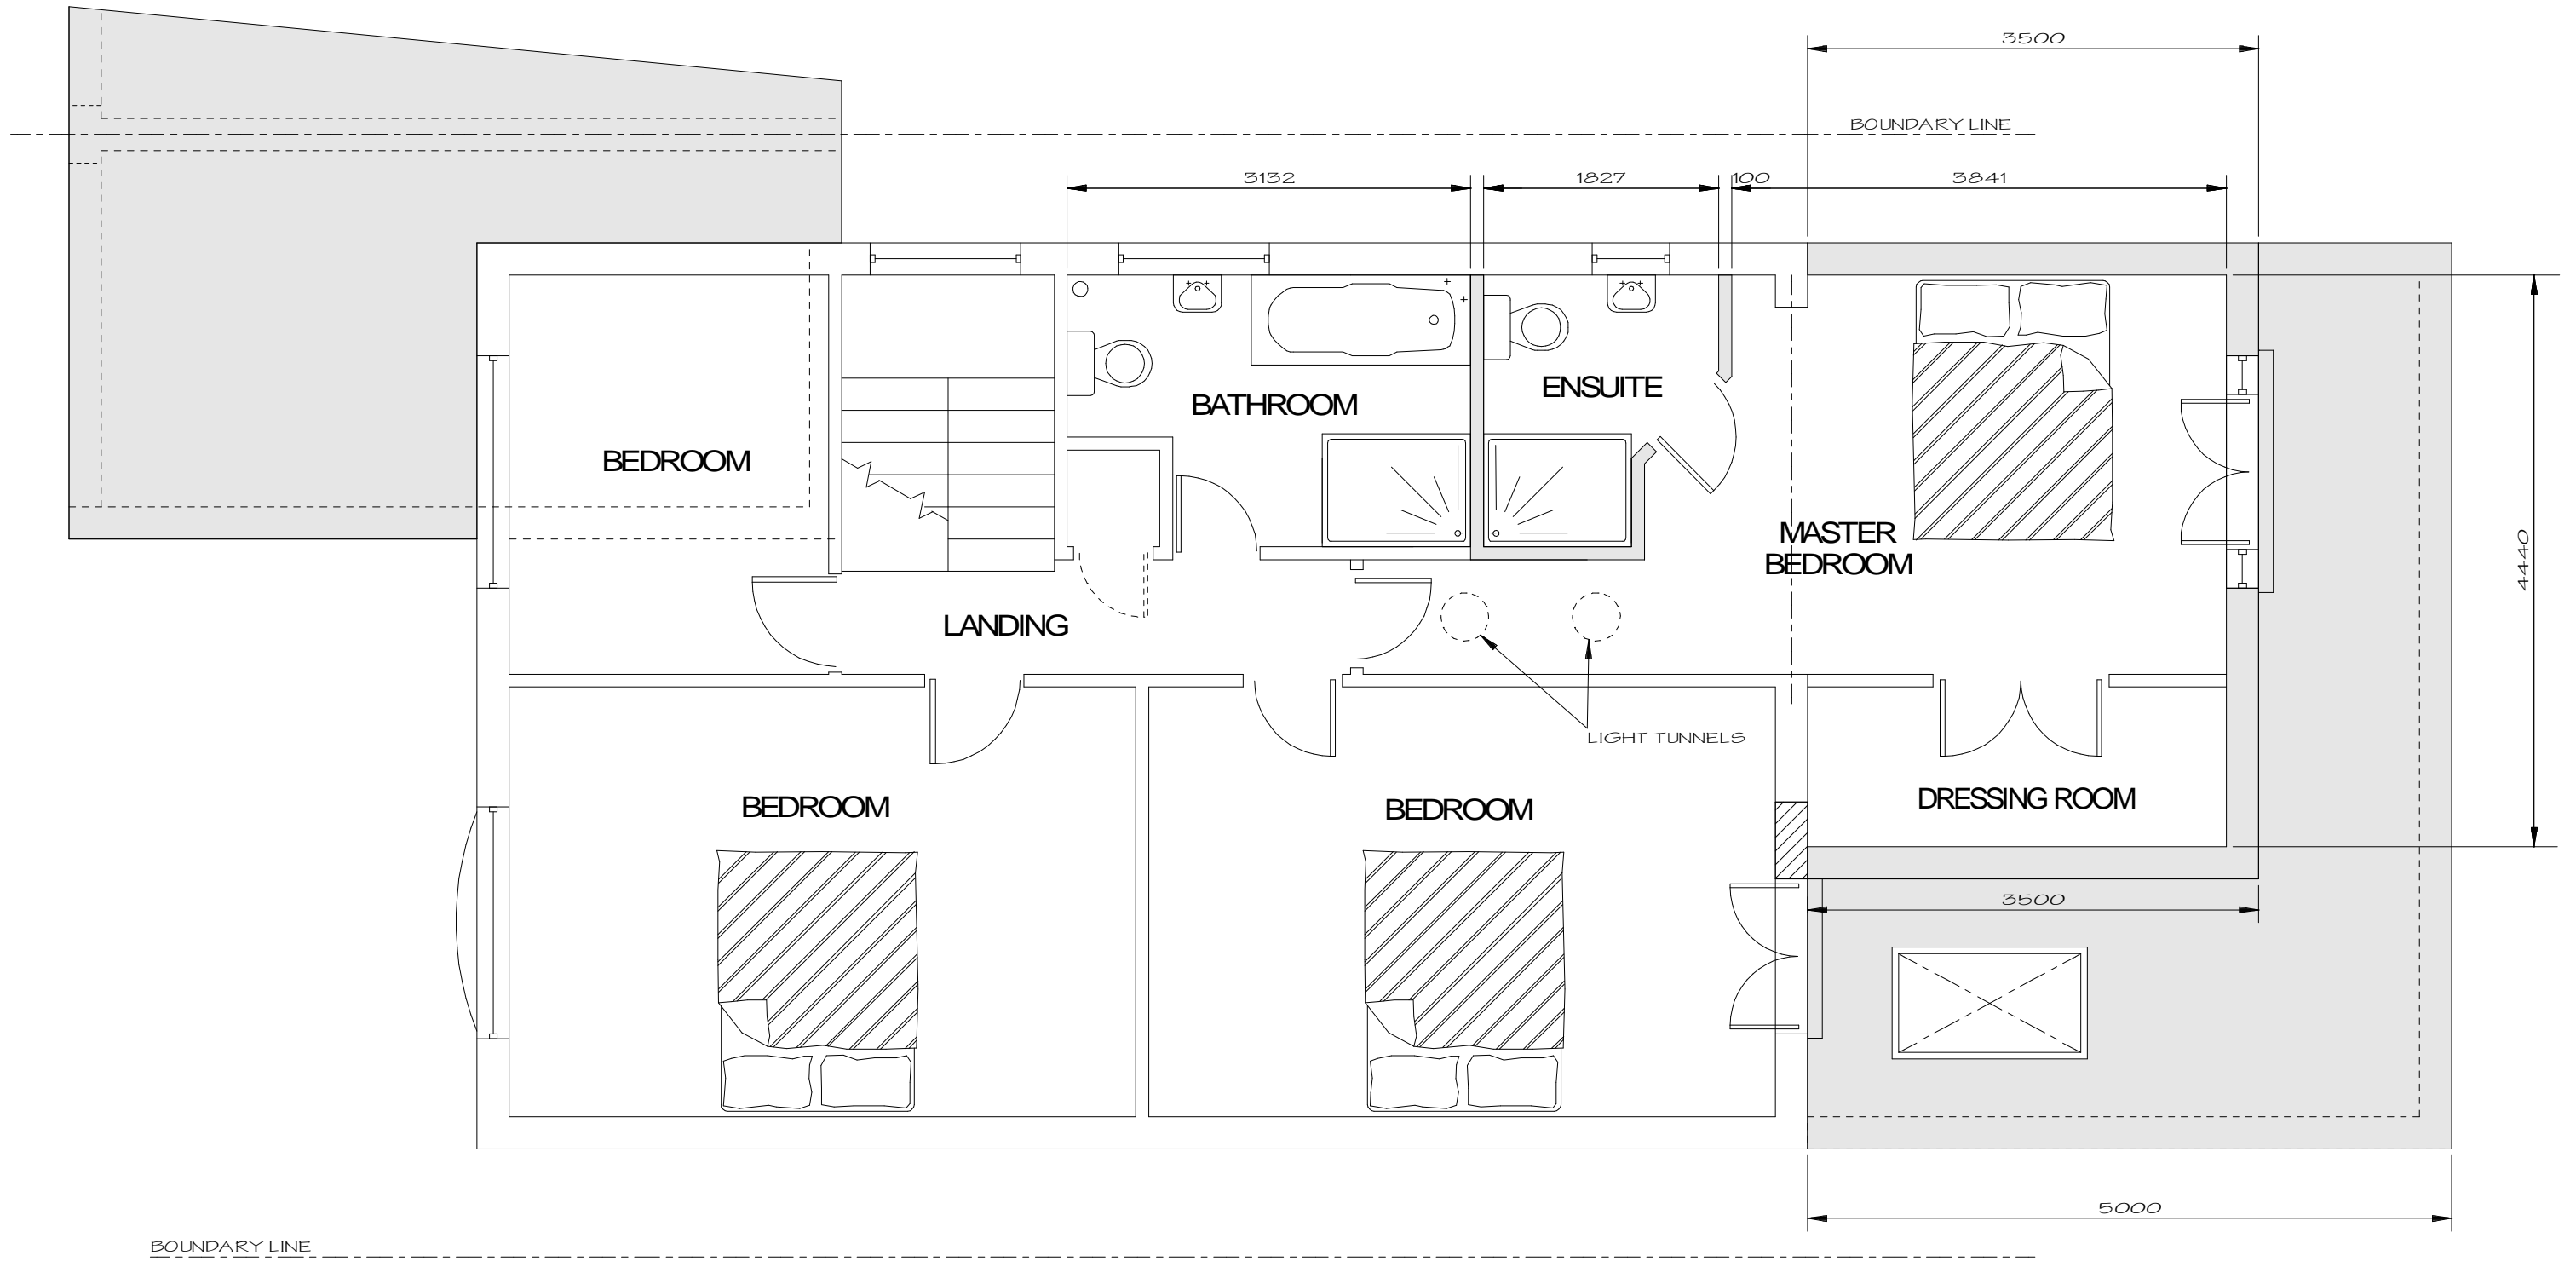 3500
BOUNDARY LINE
3132
1827
100
3841
ENSUITE
BATHROOM
BEDROOM
MASTER
BEDROOM
4440
LANDING
LIGHT TUNNELS
BEDROOM
BEDROOM
DRESSING ROOM
3500
5000
BOUNDARY LINE